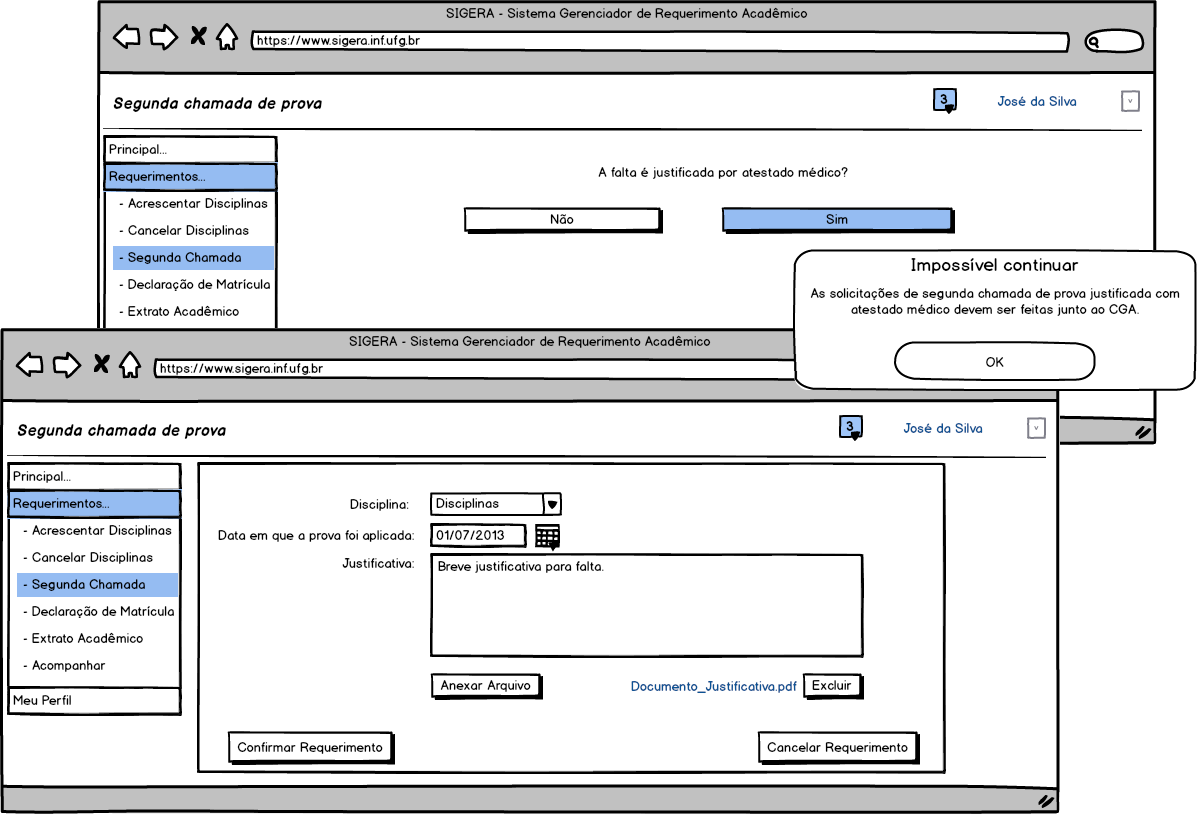 SIGERA - Sistema Gerenciador de Requerimento Acadêmico
https://www.sigera.inf.ufg.br
Segunda chamada de prova
3
José da Silva
v
Principal...
Requerimentos...
- Acrescentar Disciplinas
- Cancelar Disciplinas
- Segunda Chamada
- Declaração de Matrícula
- Extrato Acadêmico
A falta é justificada por atestado médico?
Não
Sim
Impossível continuar
As solicitações de segunda chamada de prova justificada com
atestado médico devem ser feitas junto ao CGA.
OK
SIGERA - Sistema Gerenciador de Requerimento Acadêmico
https://www.sigera.inf.ufg.br
Segunda chamada de prova
3
José da Silva
v
Principal...
Requerimentos...
- Acrescentar Disciplinas
- Cancelar Disciplinas
- Segunda Chamada
- Declaração de Matrícula
- Extrato Acadêmico
- Acompanhar
Meu Perfil
Disciplina:
Disciplinas
Data em que a prova foi aplicada:
01/07/2013
Justificativa:
Breve justificativa para falta.
Anexar Arquivo
Documento_Justificativa.pdf
Excluir
Confirmar Requerimento
Cancelar Requerimento